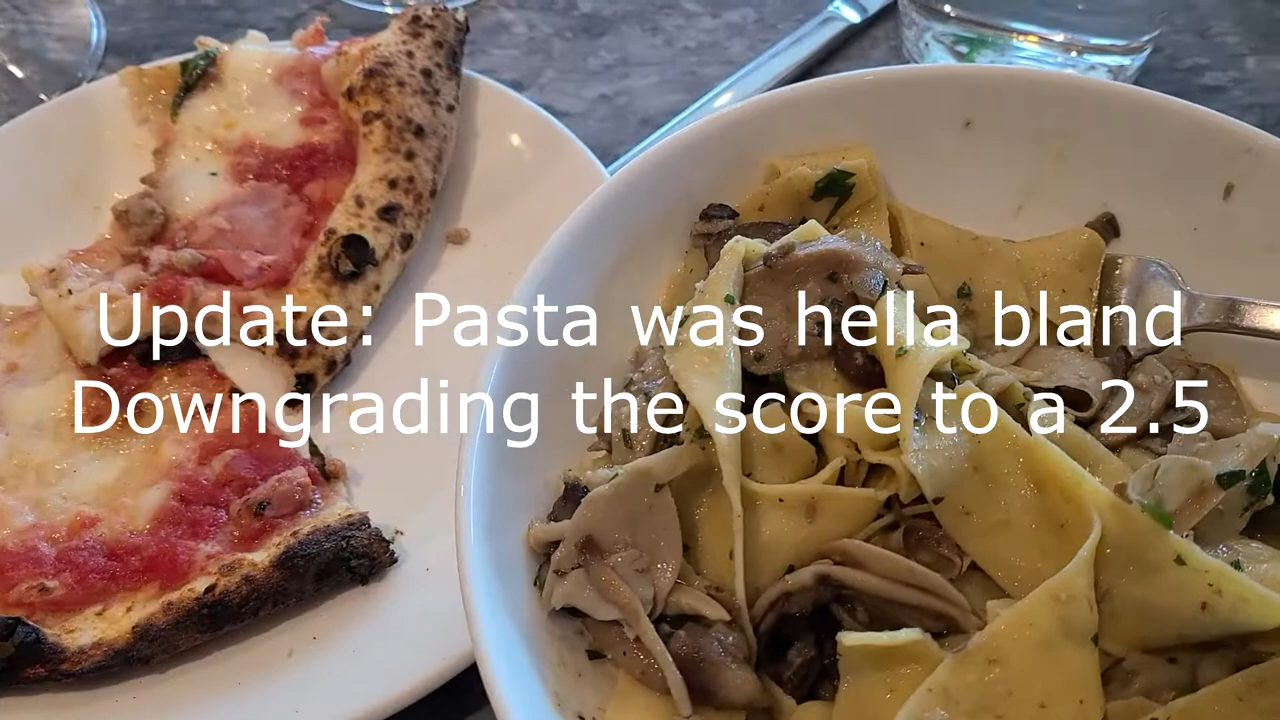 Update: Pasta was hella bland
Downgrading the score to a 2.5